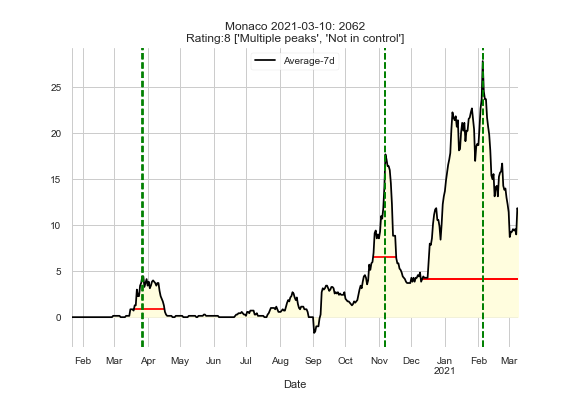 Monaco 2021-03-10: 2062
Rating:8 ['Multiple peaks', 'Not in control']
Average-7d
25
20
15
10
5
0
Feb Mar Apr May Jun Jul Aug Sep Oct Nov Dec Jan Feb Mar
2021
Date